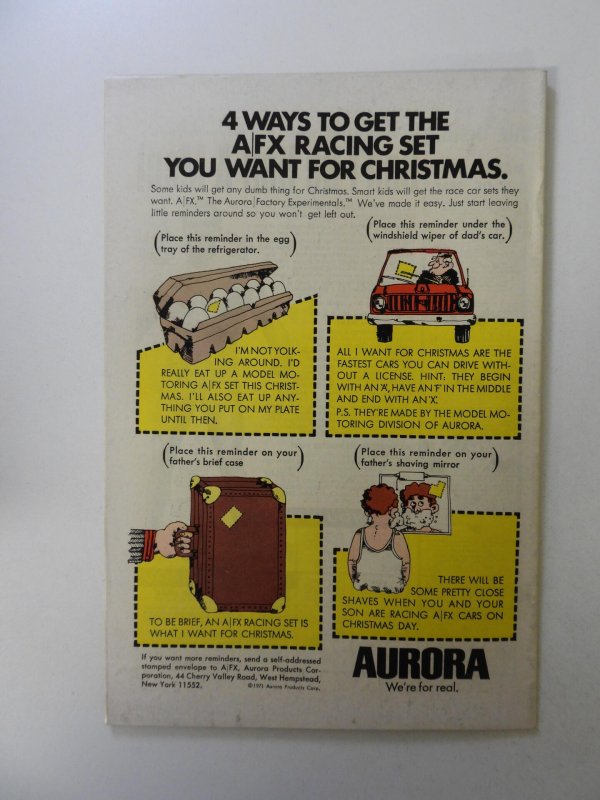 4 WAYS TO GET THE
A|FX RACING SET
YOU WANT FOR CHRISTMAS.
Some kids will get any dumb thing for Christmas. Smart kids will get the race car sets they
want. A|FX.™ The Aurora|Factory Experimentals.™ We've made it easy. Just start leaving
little reminders around so you won't get left out.
(Place this reminder in the egg
tray of the refrigerator.)
I'M NOT YOLK-
ING AROUND. I'D
REALLY EAT UP A MODEL MO-
TORING A|FX SET THIS CHRIST-
MAS. I'LL ALSO EAT UP ANY-
THING YOU PUT ON MY PLATE
UNTIL THEN.
(Place this reminder under the
windshield wiper of dad's car.)
ALL I WANT FOR CHRISTMAS ARE THE
FASTEST CARS YOU CAN DRIVE WITH-
OUT A LICENSE. HINT: THEY BEGIN
WITH AN 'A', HAVE AN 'F' IN THE MIDDLE
AND END WITH AN 'X'.
P.S. THEY'RE MADE BY THE MODEL MO-
TORING DIVISION OF AURORA.
(Place this reminder on your
father's brief case)
TO BE BRIEF, AN A|FX RACING SET IS
WHAT I WANT FOR CHRISTMAS.
(Place this reminder on your
father's shaving mirror)
THERE WILL BE
SOME PRETTY CLOSE
SHAVES WHEN YOU AND YOUR
SON ARE RACING A|FX CARS ON
CHRISTMAS DAY.
If you want more reminders, send a self-addressed
stamped envelope to A|FX, Aurora Products Cor-
poration, 44 Cherry Valley Road, West Hempstead,
New York 11552.
©1971 Aurora Products Corp.
AURORA
We're for real.